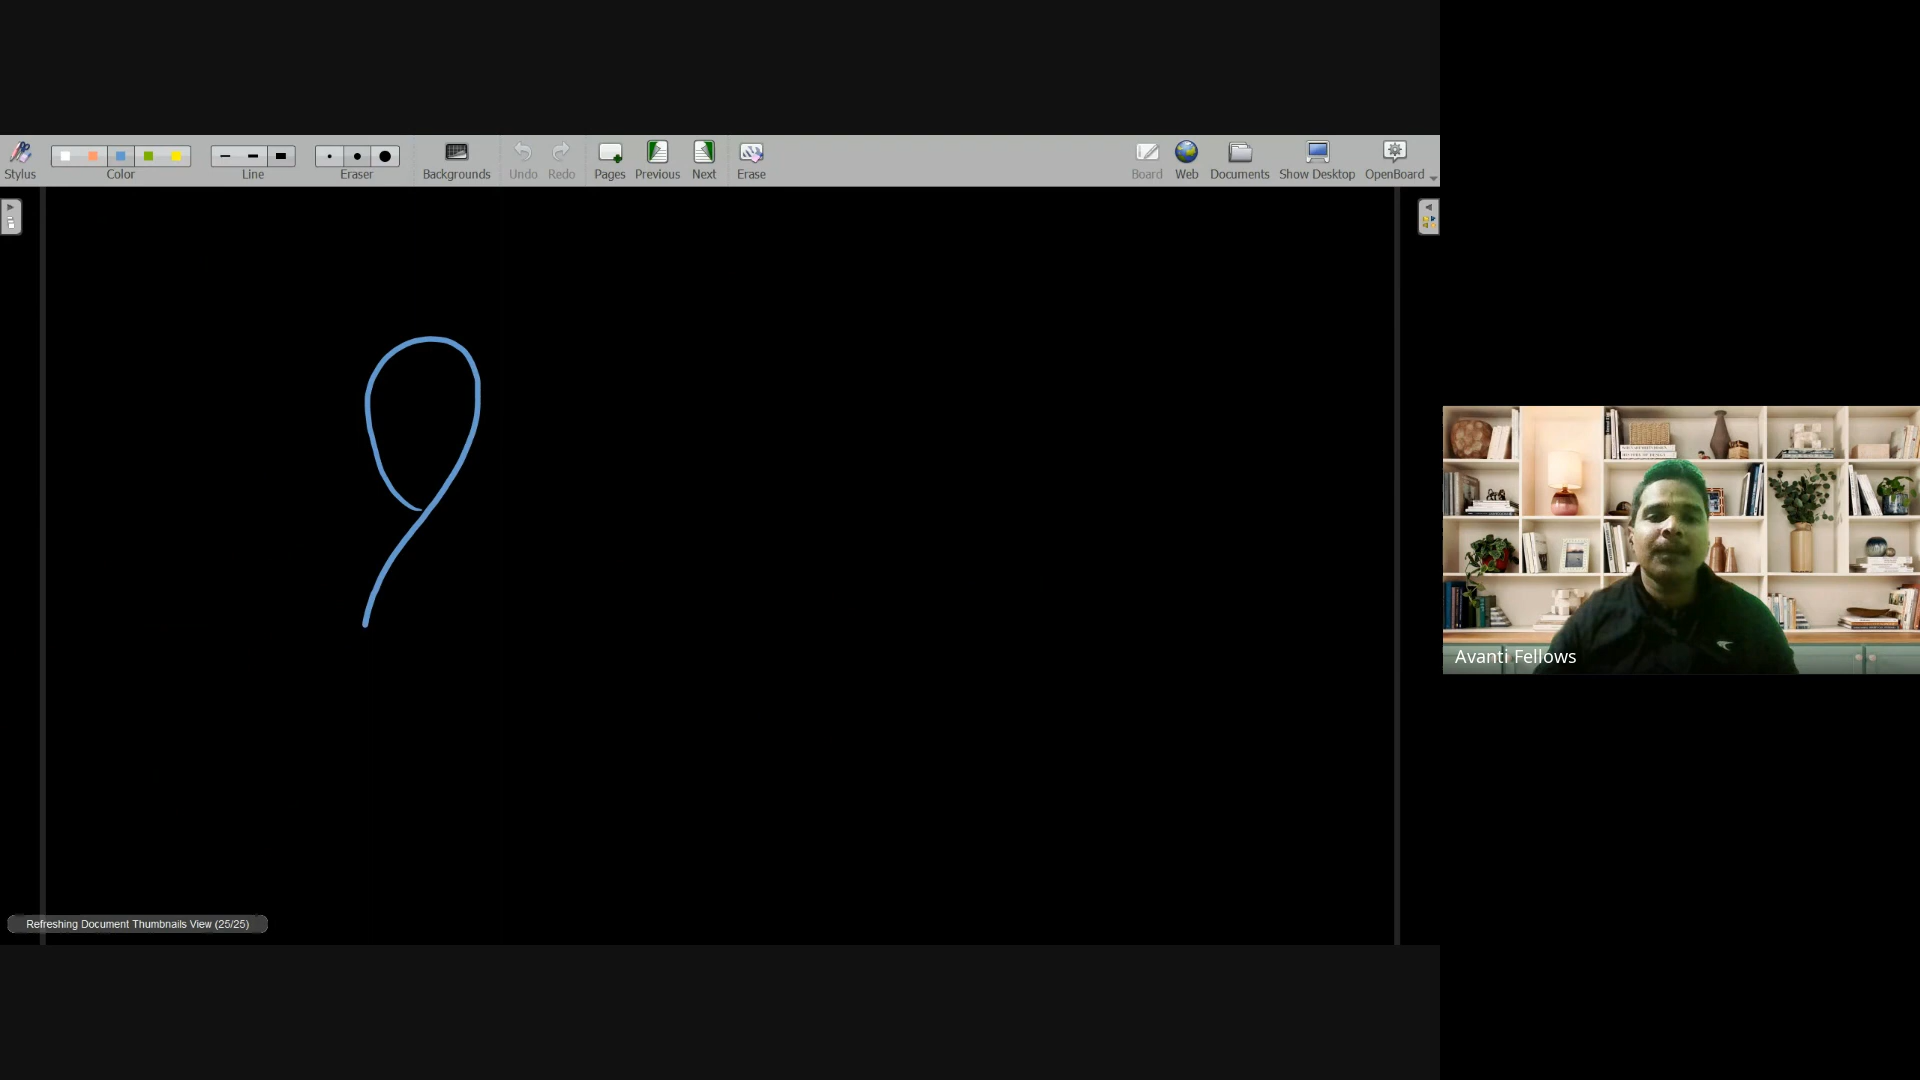 Stylus Color Line Eraser Backgrounds Undo Redo Pages Previous Next Erase Board Web Documents Show Desktop OpenBoard
9
Avanti Fellows
Refreshing Document Thumbnails View (25/25)